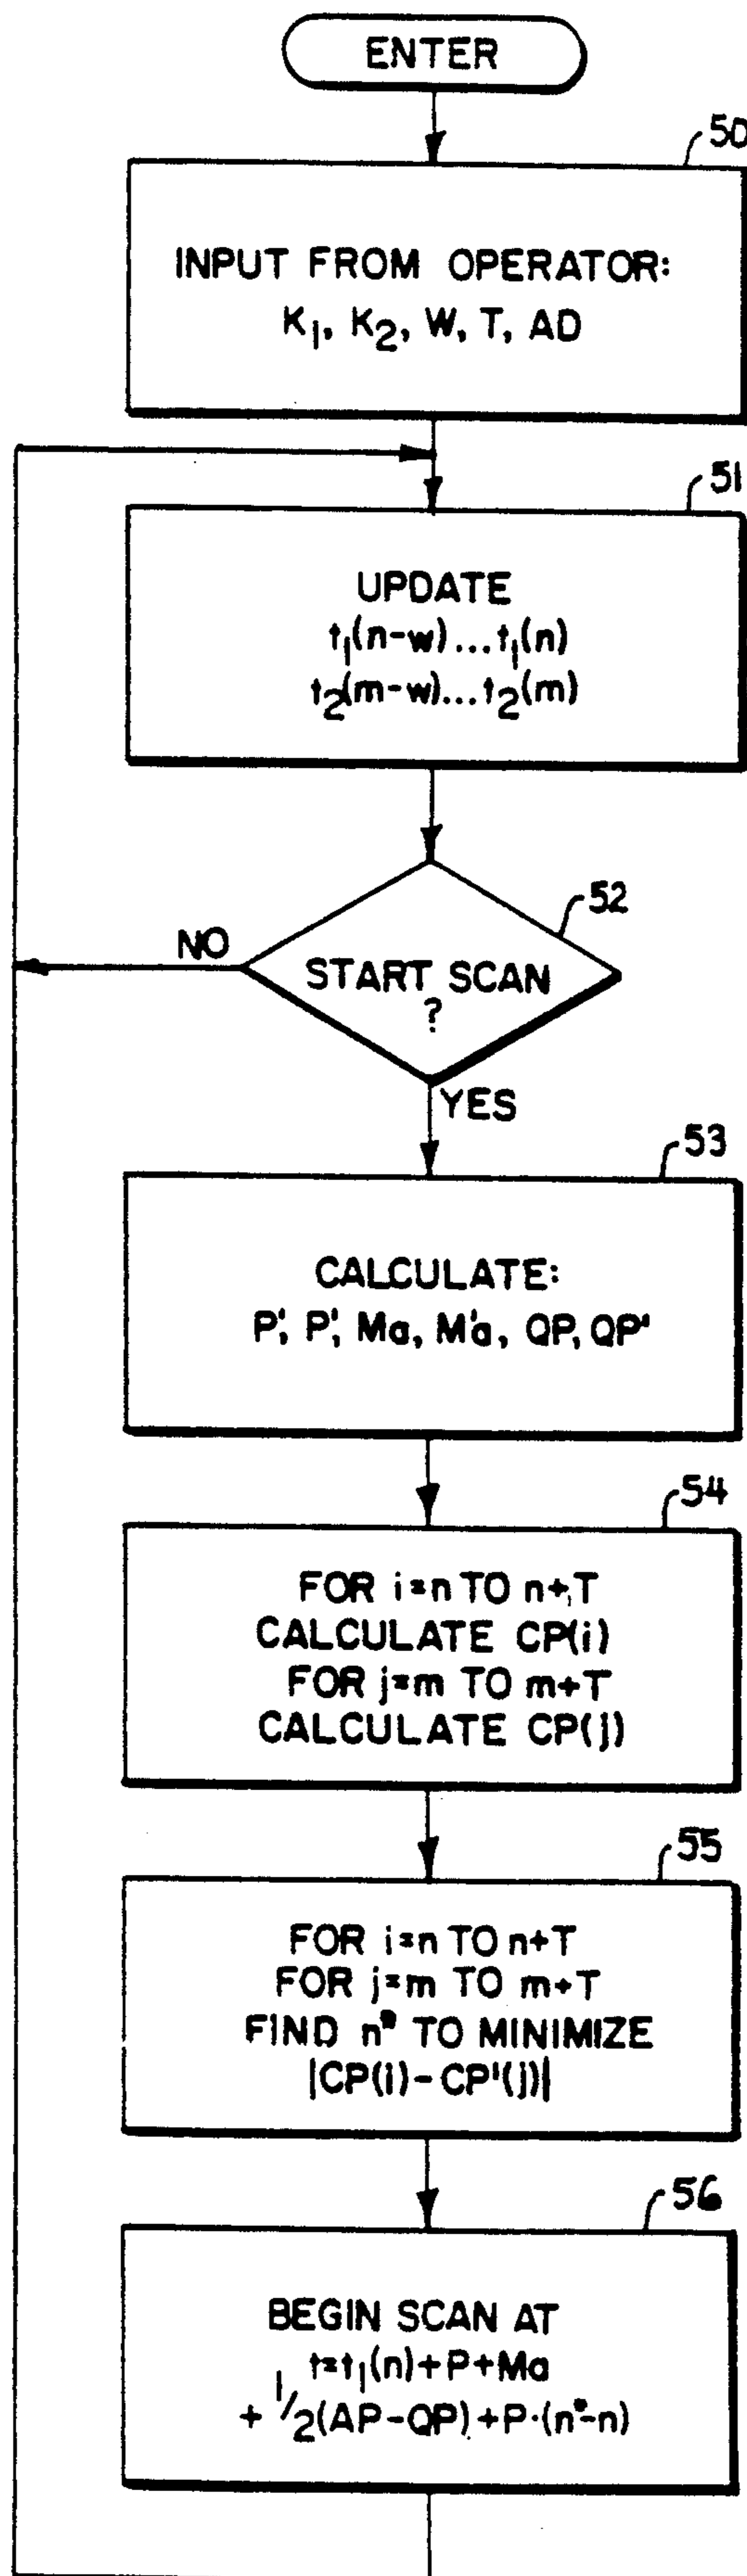 ENTER
50
INPUT FROM OPERATOR:
K₁, K₂, W, T, AD
51
UPDATE
t₁(n-w)...t₁(n)
t₂(m-w)...t₂(m)
52
NO
START SCAN
?
YES
53
CALCULATE:
P', P', Ma, M'a, QP, QP'
54
FOR i=n TO n+T
CALCULATE CP(i)
FOR j=m TO m+T
CALCULATE CP(j)
55
FOR i=n TO n+T
FOR j=m TO m+T
FIND n* TO MINIMIZE
|CP(i)-CP'(j)|
56
BEGIN SCAN AT
t=t₁(n)+P+Ma
+ 1/2(AP-QP)+P·(n*-n)